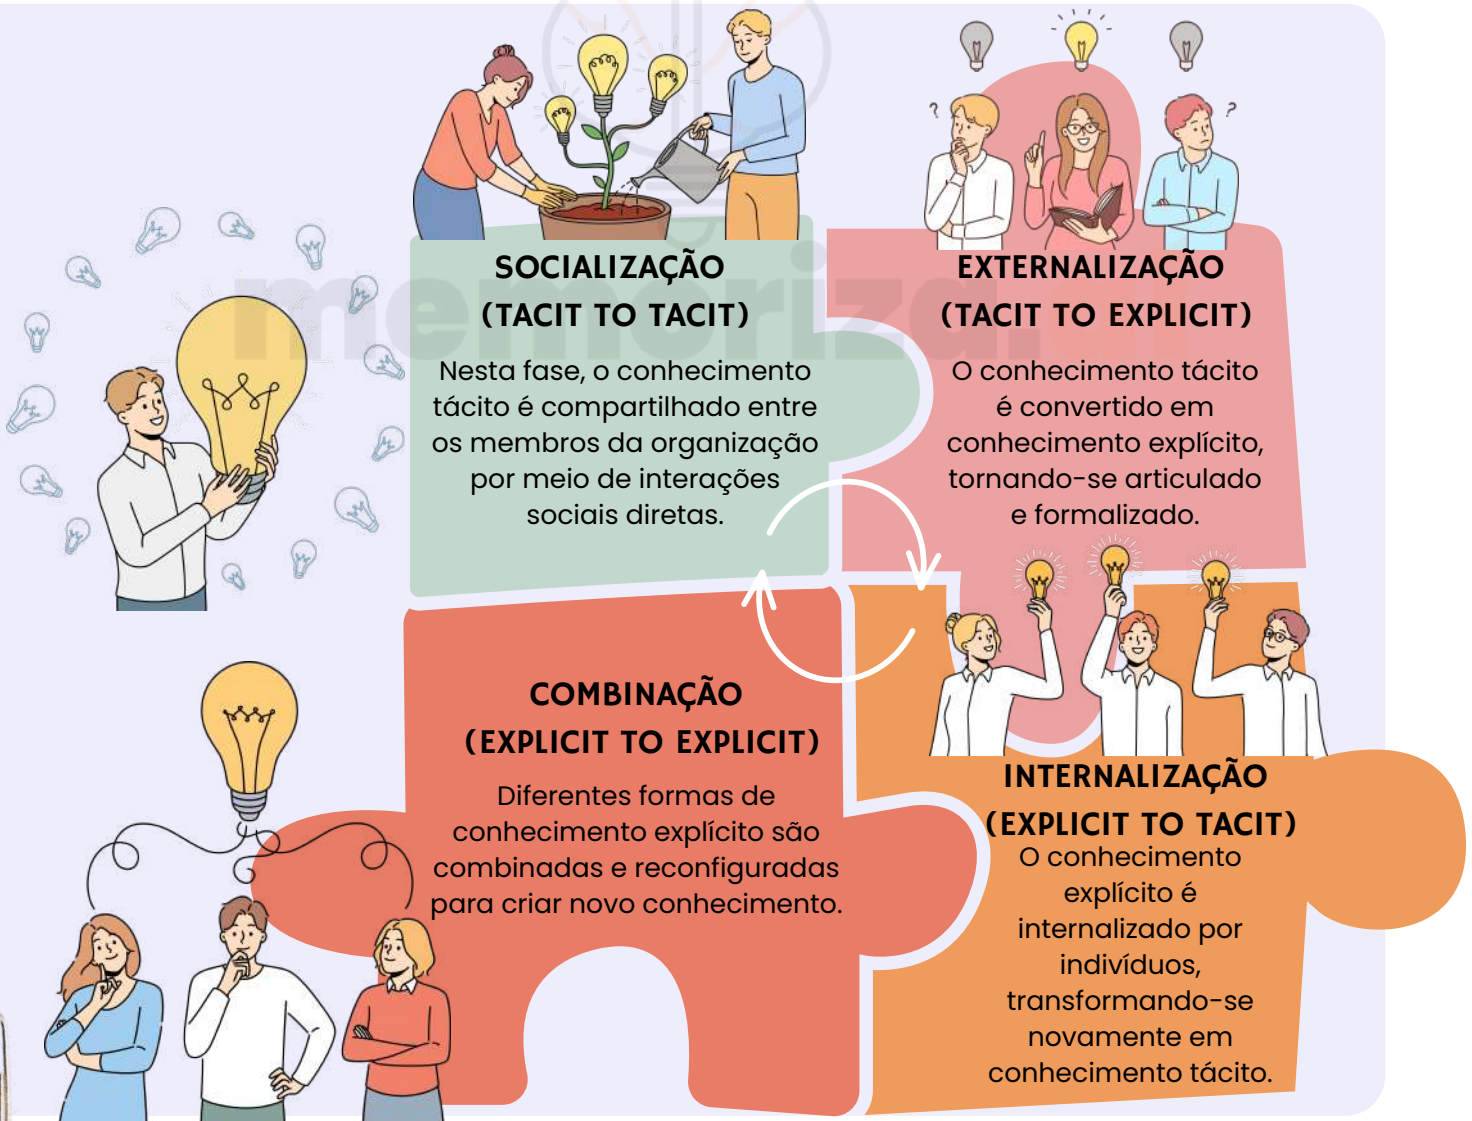 SOCIALIZAÇÃO
(TACIT TO TACIT)
Nesta fase, o conhecimento
tácito é compartilhado entre
os membros da organização
por meio de interações
sociais diretas.
EXTERNALIZAÇÃO
(TACIT TO EXPLICIT)
O conhecimento tácito
é convertido em
conhecimento explícito,
tornando-se articulado
e formalizado.
COMBINAÇÃO
(EXPLICIT TO EXPLICIT)
Diferentes formas de
conhecimento explícito são
combinadas e reconfiguradas
para criar novo conhecimento.
INTERNALIZAÇÃO
(EXPLICIT TO TACIT)
O conhecimento
explícito é
internalizado por
indivíduos,
transformando-se
novamente em
conhecimento tácito.
memoriza.ai
? ?